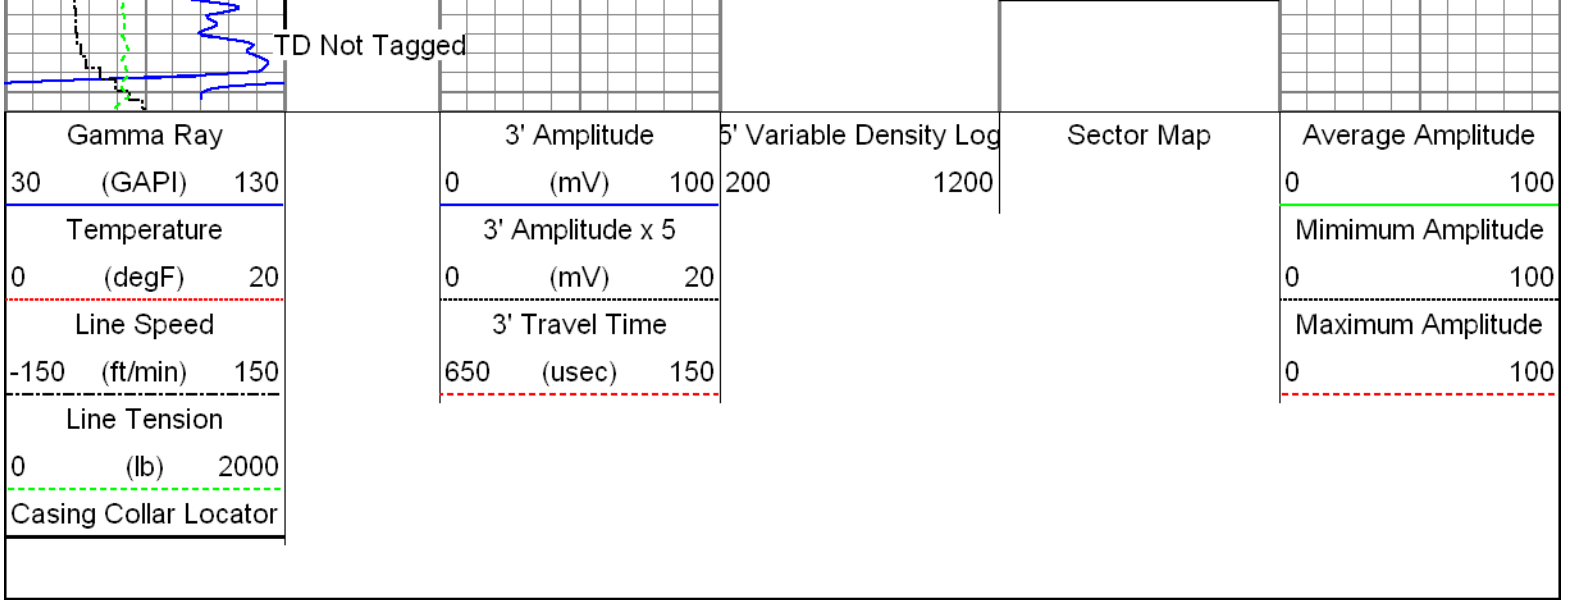 TD Not Tagged
Gamma Ray
30 (GAPI) 130
Temperature
0 (degF) 20
Line Speed
-150 (ft/min) 150
Line Tension
0 (lb) 2000
Casing Collar Locator
3' Amplitude
0 (mV) 100
3' Amplitude x 5
0 (mV) 20
3' Travel Time
650 (usec) 150
5' Variable Density Log
200 1200
Sector Map
Average Amplitude
0 100
Mimimum Amplitude
0 100
Maximum Amplitude
0 100